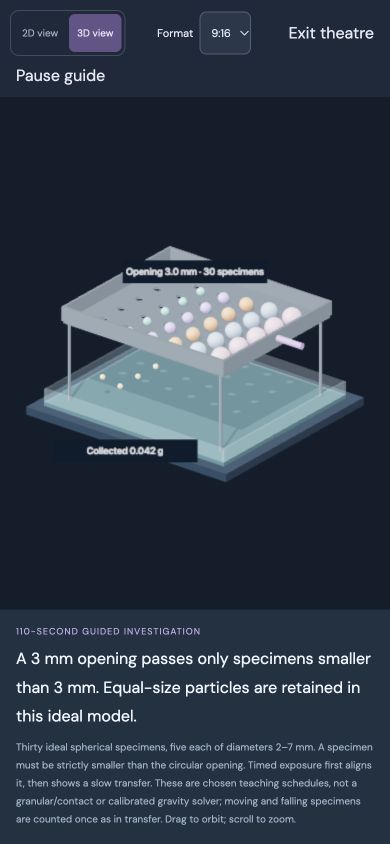 2D view
3D view
Format
9:16
Exit theatre
Pause guide
Opening 3.0 mm · 30 specimens
Collected 0.042 g
110-SECOND GUIDED INVESTIGATION
A 3 mm opening passes only specimens smaller
than 3 mm. Equal-size particles are retained in
this ideal model.
Thirty ideal spherical specimens, five each of diameters 2–7 mm. A specimen
must be strictly smaller than the circular opening. Timed exposure first aligns
it, then shows a slow transfer. These are chosen teaching schedules, not a
granular/contact or calibrated gravity solver; moving and falling specimens
are counted once as in transfer. Drag to orbit; scroll to zoom.